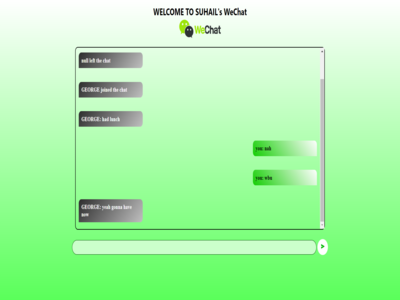 WELCOME TO SUHAIL's WeChat
WeChat
null left the chat
GEORGE joined the chat
GEORGE: had lunch
you: nah
you: wbu
GEORGE: yeah gonna have
now
>